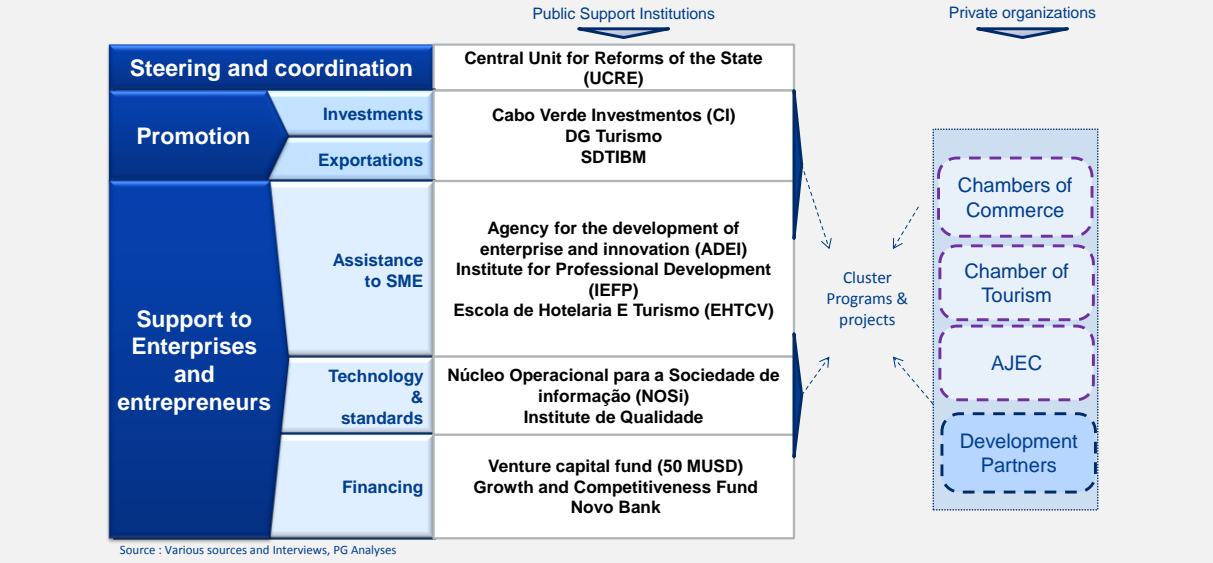 Public Support Institutions
Private organizations
Steering and coordination
Central Unit for Reforms of the State
(UCRE)
Promotion
Investments
Exportations
Cabo Verde Investimentos (CI)
DG Turismo
SDTIBM
Support to
Enterprises
and
entrepreneurs
Assistance
to SME
Agency for the development of
enterprise and innovation (ADEI)
Institute for Professional Development
(IEFP)
Escola de Hotelaria E Turismo (EHTCV)
Technology
&
standards
Núcleo Operacional para a Sociedade de
informação (NOSi)
Institute de Qualidade
Financing
Venture capital fund (50 MUSD)
Growth and Competitiveness Fund
Novo Bank
Cluster
Programs &
projects
Chambers of
Commerce
Chamber of
Tourism
AJEC
Development
Partners
Source : Various sources and Interviews, PG Analyses